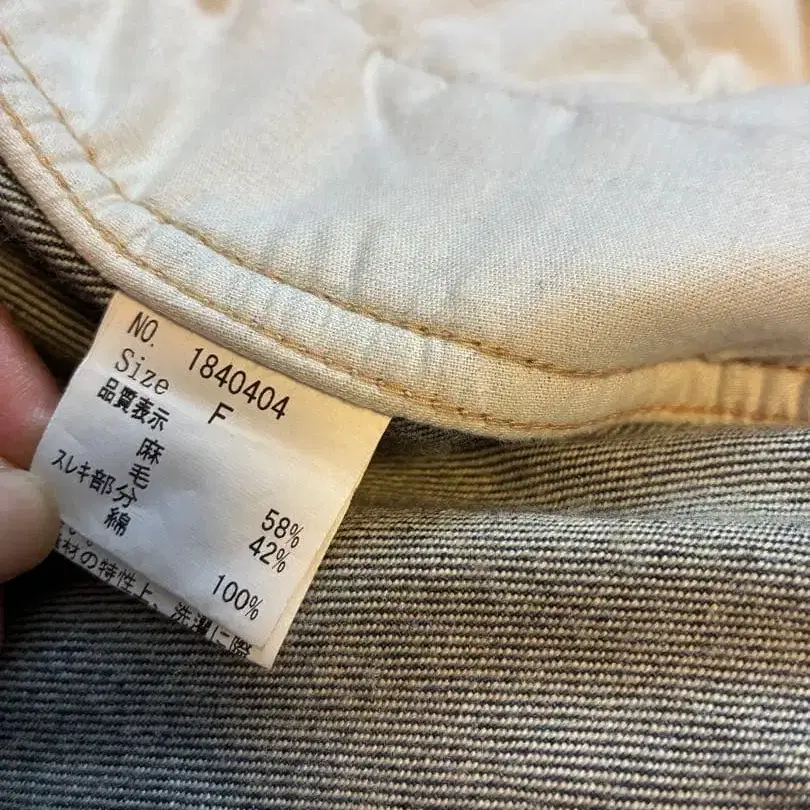 NO. 1840404
Size F
品質表示
麻 58%
毛 42%
スレキ部分
綿 100%
素材の特性上、洗濯に際